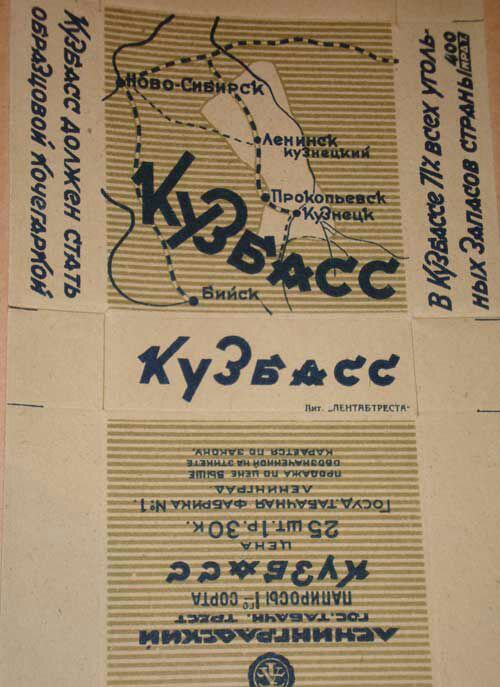 КУЗБАСС ДОЛЖЕН СТАТЬ
ОБРАЗЦОВОЙ КОЧЕГАРКОЙ
НОВО-СИБИРСК
ЛЕНИНСК
КУЗНЕЦКИЙ
ПРОКОПЬЕВСК
КУЗНЕЦК
КУЗБАСС
БИЙСК
В КУЗБАССЕ ВСЕХ УГОЛЬ-
НЫХ ЗАПАСОВ СТРАНЫ 400
КУЗБАСС
Лит. „ЛЕНТАБТРЕСТА"
ЛЕНИНГРАДСКИЙ
ГОС. ТАБАЧН. ТРЕСТ
ПАПИРОСЫ 1го СОРТА
КУЗБАСС
ЦЕНА
25 ШТ. 1Р. 30К.
ГОСУД. ТАБАЧНАЯ ФАБРИКА №1.
ЛЕНИНГРАД
ПРОДАЖА ПО ЦЕНЕ ВЫШЕ
ОБОЗНАЧЕННОЙ НА ЭТИКЕТЕ
КАРАЕТСЯ ПО ЗАКОНУ.